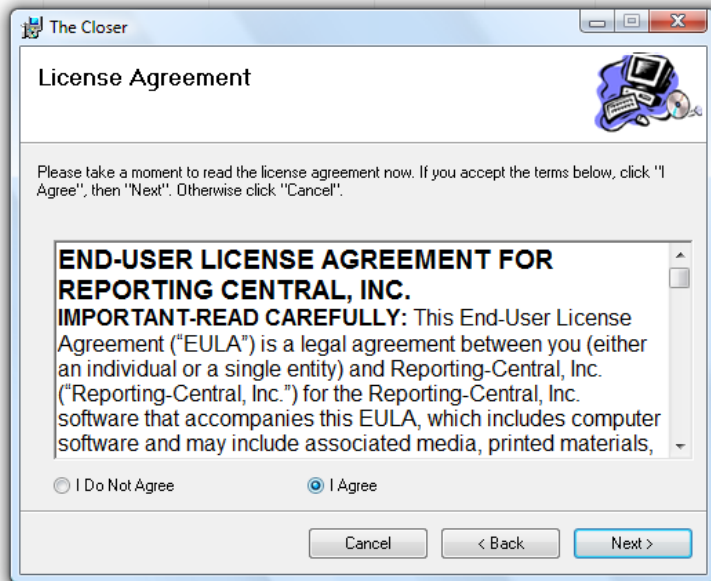 The Closer
License Agreement
Please take a moment to read the license agreement now. If you accept the terms below, click "I
Agree", then "Next". Otherwise click "Cancel".
END-USER LICENSE AGREEMENT FOR
REPORTING CENTRAL, INC.
IMPORTANT-READ CAREFULLY: This End-User License
Agreement (“EULA”) is a legal agreement between you (either
an individual or a single entity) and Reporting-Central, Inc.
(“Reporting-Central, Inc.”) for the Reporting-Central, Inc.
software that accompanies this EULA, which includes computer
software and may include associated media, printed materials,
I Do Not Agree
I Agree
Cancel
< Back
Next >